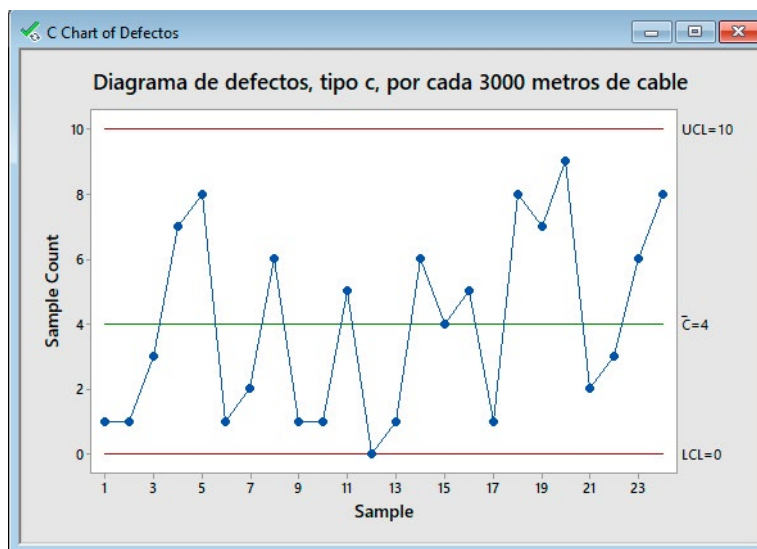 C Chart of Defectos
Diagrama de defectos, tipo c, por cada 3000 metros de cable
10
UCL=10
8
6
4
C̄=4
2
0
LCL=0
Sample Count
1 3 5 7 9 11 13 15 17 19 21 23
Sample